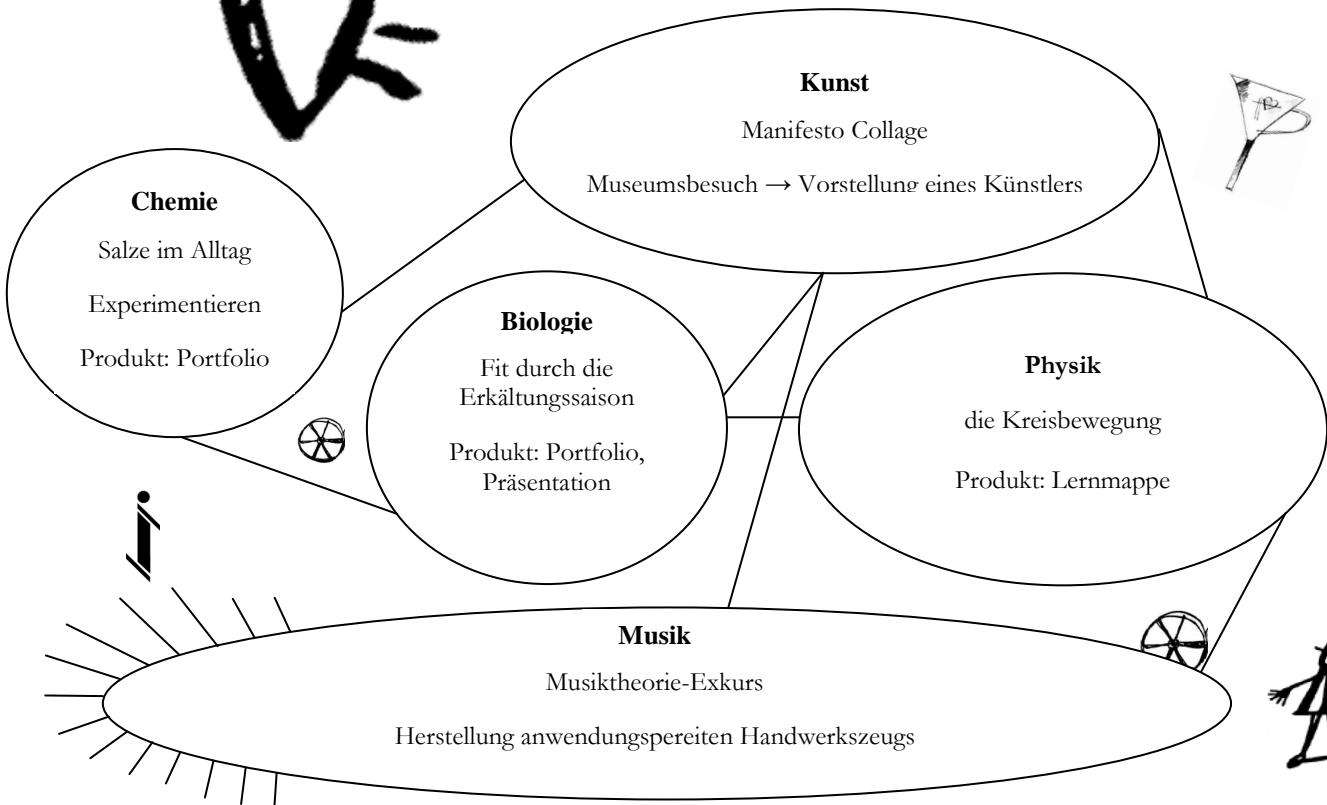 Kunst
Manifesto Collage
Museumsbesuch → Vorstellung eines Künstlers
Chemie
Salze im Alltag
Experimentieren
Produkt: Portfolio
Biologie
Fit durch die
Erkältungssaison
Produkt: Portfolio,
Präsentation
Physik
die Kreisbewegung
Produkt: Lernmappe
i
Musik
Musiktheorie-Exkurs
Herstellung anwendungspereiten Handwerkszeugs